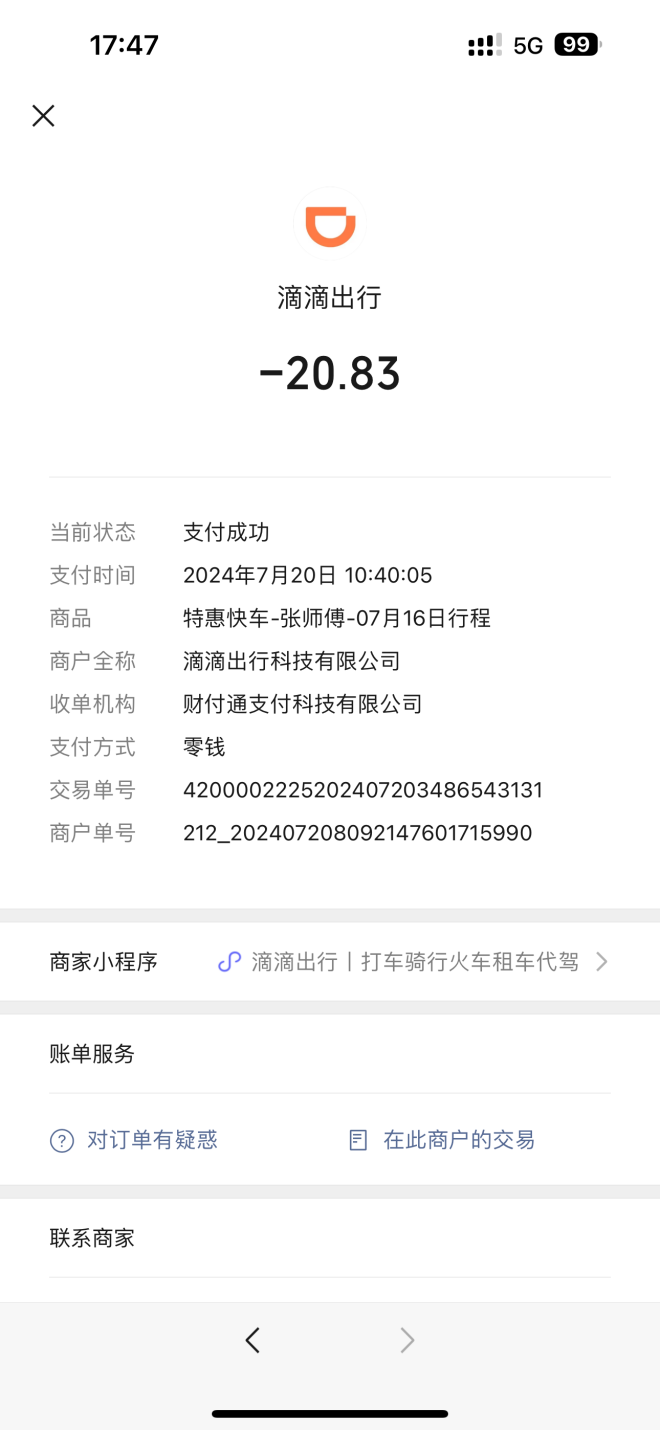 17:47 5G 99
滴滴出行
-20.83
当前状态 支付成功
支付时间 2024年7月20日 10:40:05
商品 特惠快车-张师傅-07月16日行程
商户全称 滴滴出行科技有限公司
收单机构 财付通支付科技有限公司
支付方式 零钱
交易单号 4200002225202407203486543131
商户单号 212_202407208092147601715990
商家小程序 滴滴出行丨打车骑行火车租车代驾
账单服务
对订单有疑惑 在此商户的交易
联系商家